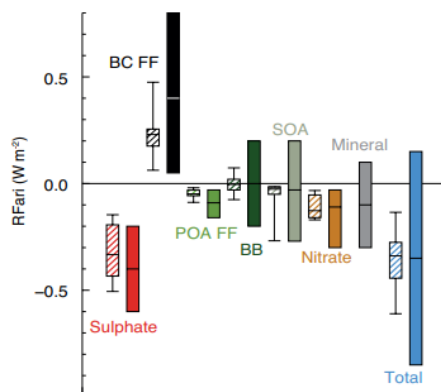 BC FF
0.5
SOA
Mineral
RFari (W m⁻²)
0.0
POA FF
BB
Nitrate
−0.5
Sulphate
Total